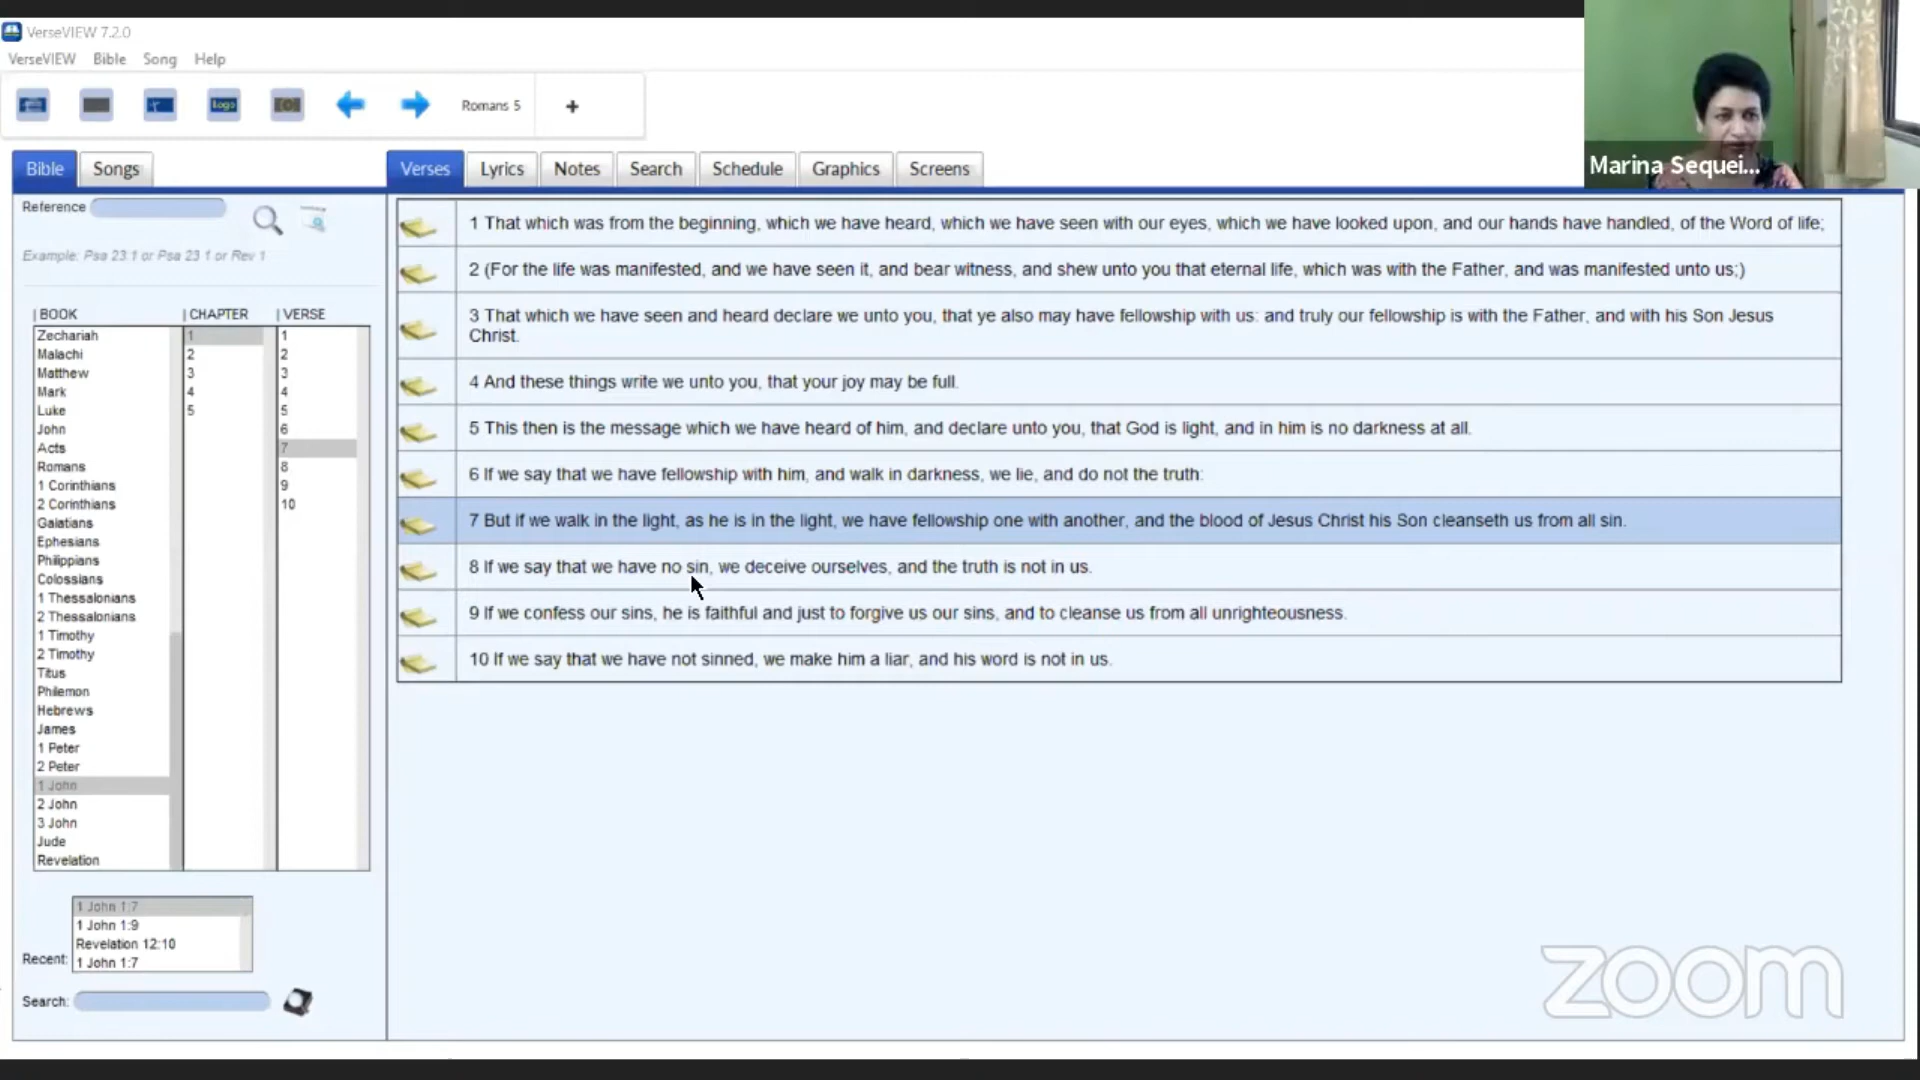 VerseVIEW 7.2.0
VerseVIEW Bible Song Help
Logo
Romans 5
+
Marina Sequei...
Bible Songs
Verses Lyrics Notes Search Schedule Graphics Screens
Reference
Example: Psa 23:1 or Psa 23 1 or Rev 1
| BOOK | CHAPTER | VERSE
Zechariah 1 1
Malachi 2 2
Matthew 3 3
Mark 4 4
Luke 5 5
John 6
Acts 7
Romans 8
1 Corinthians 9
2 Corinthians 10
Galatians
Ephesians
Philippians
Colossians
1 Thessalonians
2 Thessalonians
1 Timothy
2 Timothy
Titus
Philemon
Hebrews
James
1 Peter
2 Peter
1 John
2 John
3 John
Jude
Revelation
Recent:
1 John 1:7
1 John 1:9
Revelation 12:10
1 John 1:7
Search:
1 That which was from the beginning, which we have heard, which we have seen with our eyes, which we have looked upon, and our hands have handled, of the Word of life;
2 (For the life was manifested, and we have seen it, and bear witness, and shew unto you that eternal life, which was with the Father, and was manifested unto us;)
3 That which we have seen and heard declare we unto you, that ye also may have fellowship with us: and truly our fellowship is with the Father, and with his Son Jesus
Christ.
4 And these things write we unto you, that your joy may be full.
5 This then is the message which we have heard of him, and declare unto you, that God is light, and in him is no darkness at all.
6 If we say that we have fellowship with him, and walk in darkness, we lie, and do not the truth:
7 But if we walk in the light, as he is in the light, we have fellowship one with another, and the blood of Jesus Christ his Son cleanseth us from all sin.
8 If we say that we have no sin, we deceive ourselves, and the truth is not in us.
9 If we confess our sins, he is faithful and just to forgive us our sins, and to cleanse us from all unrighteousness.
10 If we say that we have not sinned, we make him a liar, and his word is not in us.
zoom